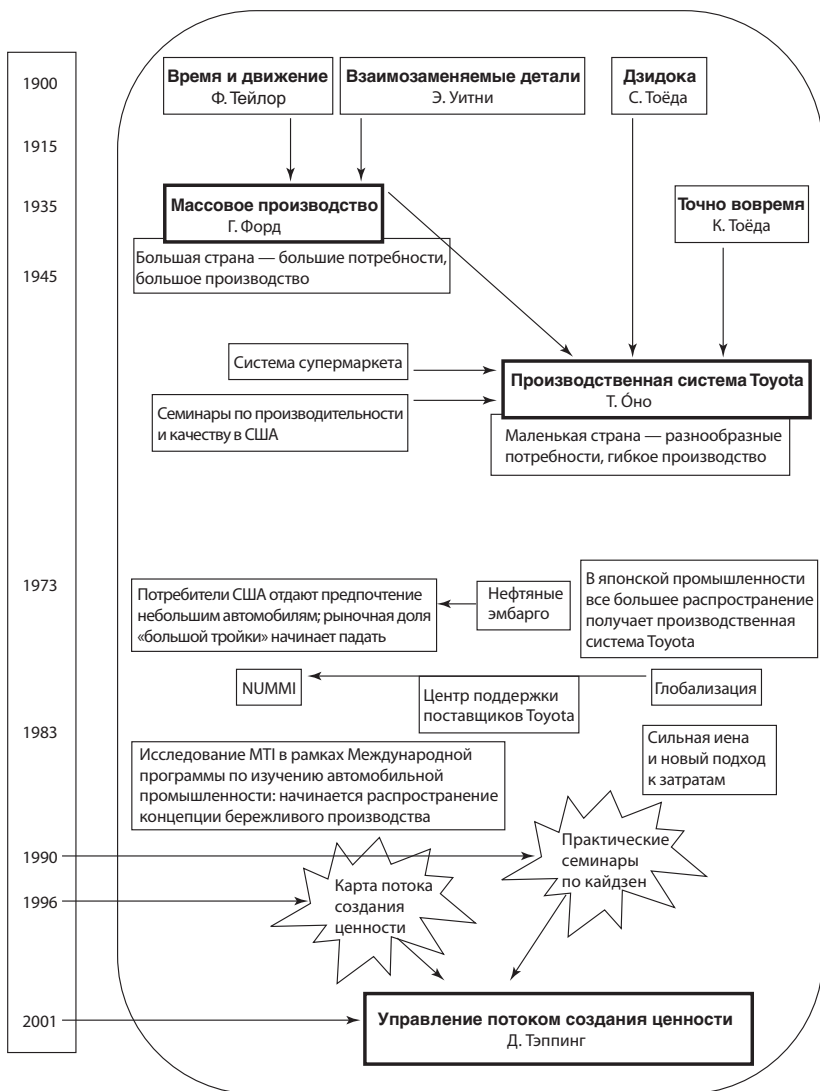 1900
Время и движение
Ф. Тейлор
Взаимозаменяемые детали
Э. Уитни
Дзидока
С. Тоёда
1915
1935
Массовое производство
Г. Форд
Точно вовремя
К. Тоёда
Большая страна — большие потребности,
большое производство
1945
Система супермаркета
Производственная система Toyota
Т. О́но
Семинары по производительности
и качеству в США
Маленькая страна — разнообразные
потребности, гибкое производство
1973
Потребители США отдают предпочтение
небольшим автомобилям; рыночная доля
«большой тройки» начинает падать
Нефтяные
эмбарго
В японской промышленности
все большее распространение
получает производственная
система Toyota
NUMMI
Центр поддержки
поставщиков Toyota
Глобализация
1983
Сильная иена
и новый подход
к затратам
Исследование MTI в рамках Международной
программы по изучению автомобильной
промышленности: начинается распространение
концепции бережливого производства
1990
Практические
семинары
по кайдзен
1996
Карта потока
создания
ценности
2001
Управление потоком создания ценности
Д. Тэппинг